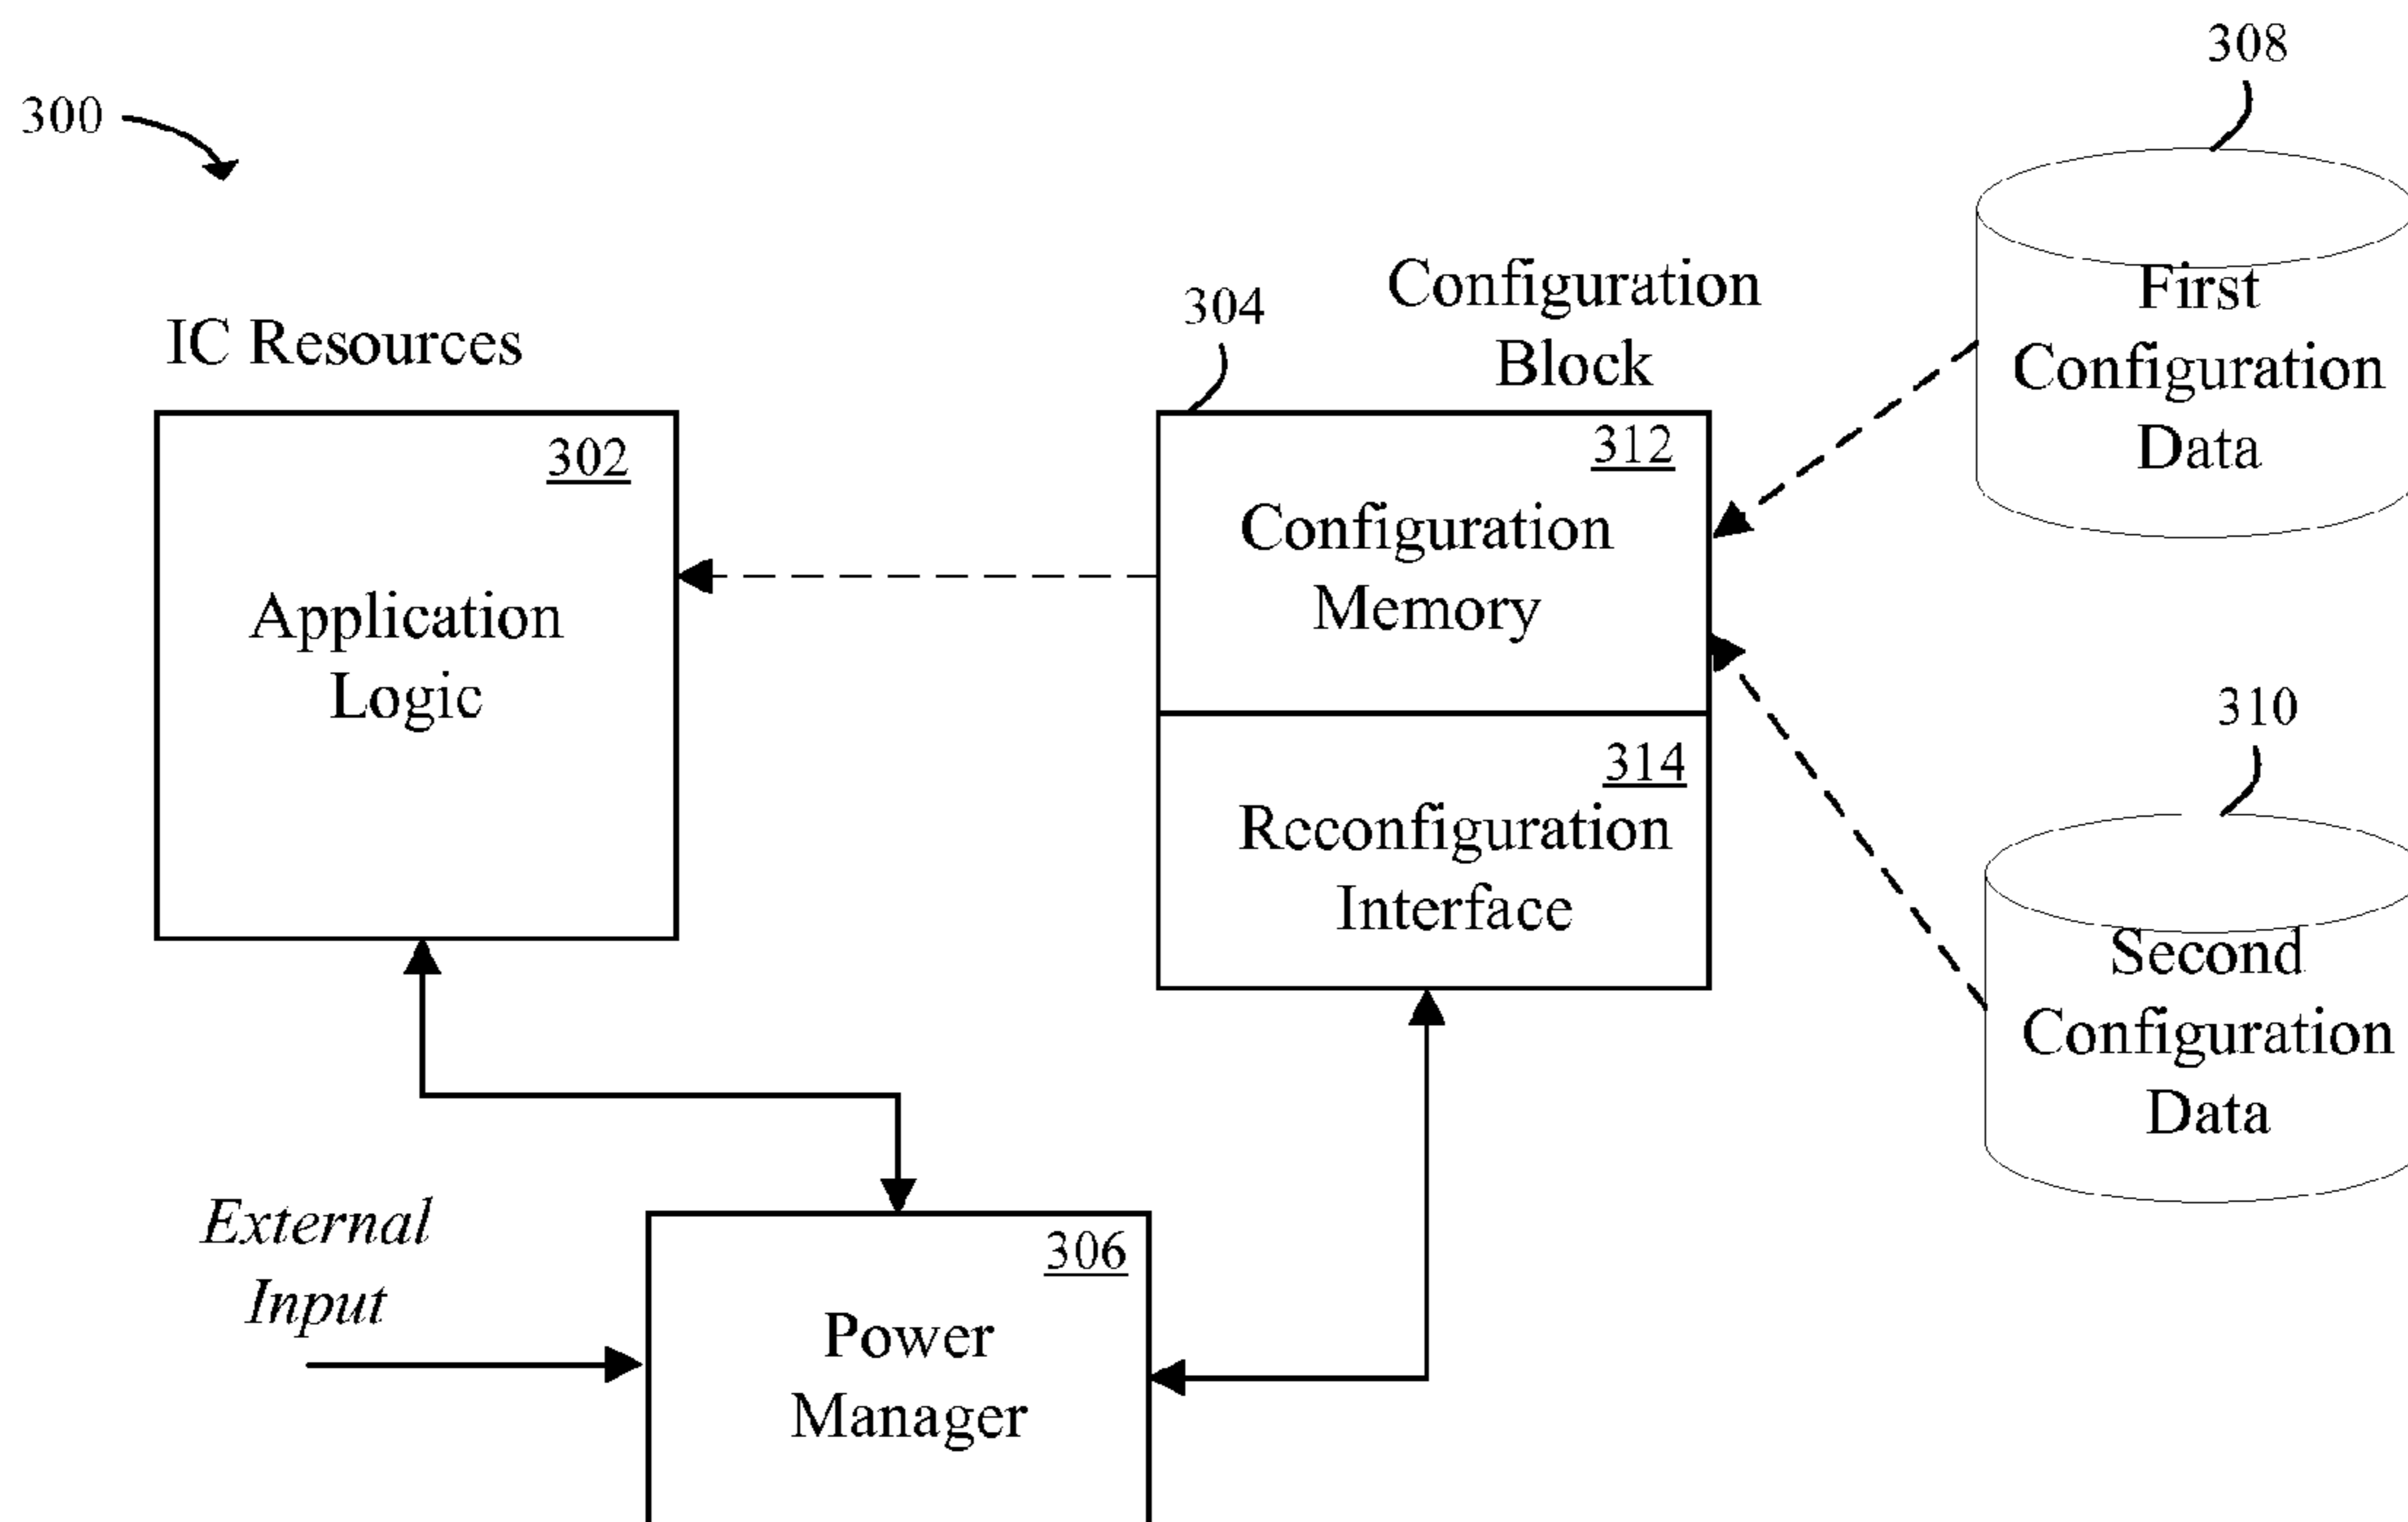 308
300
Configuration
Block
304
IC Resources
First
Configuration
Data
302
Application
Logic
312
Configuration
Memory
314
Reconfiguration
Interface
310
Second
Configuration
Data
External
Input
306
Power
Manager